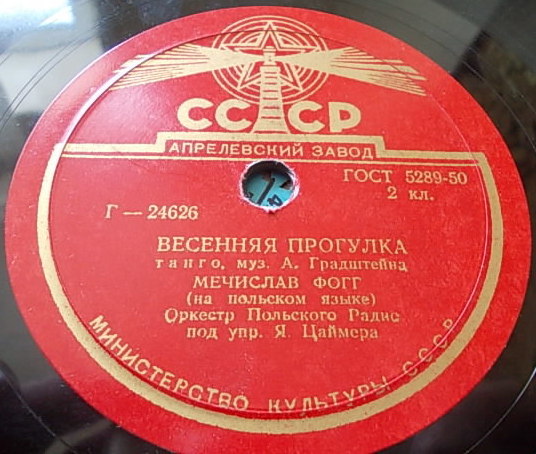 СССР
АПРЕЛЕВСКИЙ ЗАВОД
ГОСТ 5289-50
2 кл.
Г — 24626
ВЕСЕННЯЯ ПРОГУЛКА
танго, муз. А. Градштейна
МЕЧИСЛАВ ФОГГ
(на польском языке)
Оркестр Польского Радио
под упр. Я. Цаймера
МИНИСТЕРСТВО КУЛЬТУРЫ СССР